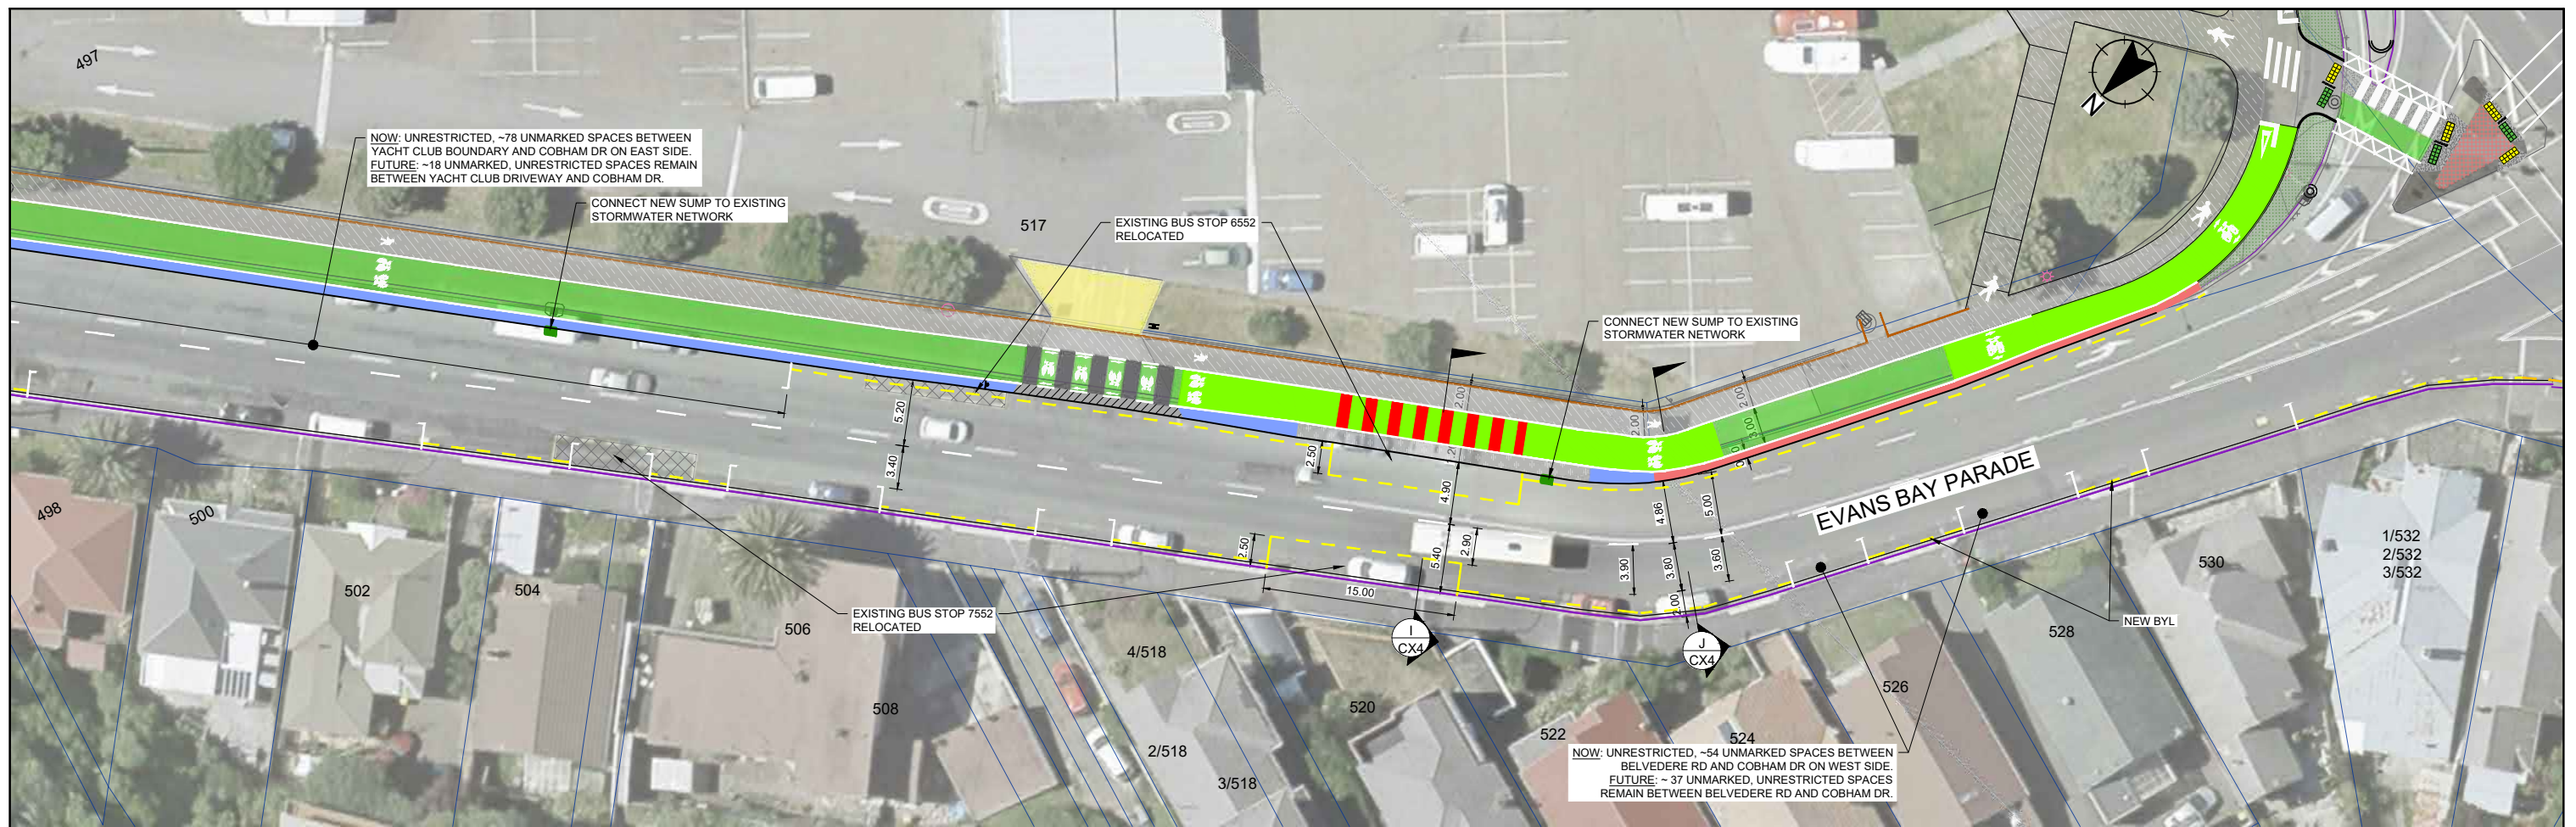 497
NOW: UNRESTRICTED, ~78 UNMARKED SPACES BETWEEN
YACHT CLUB BOUNDARY AND COBHAM DR ON EAST SIDE.
FUTURE: ~18 UNMARKED, UNRESTRICTED SPACES REMAIN
BETWEEN YACHT CLUB DRIVEWAY AND COBHAM DR.
CONNECT NEW SUMP TO EXISTING
STORMWATER NETWORK
517
EXISTING BUS STOP 6552
RELOCATED
N
CONNECT NEW SUMP TO EXISTING
STORMWATER NETWORK
2.00
2.00
2.00
3.00
5.20
3.40
2.50
4.90
4.86
5.00
EVANS BAY PARADE
2.50
5.40
2.90
3.90
3.80
3.60
15.00
2.00
I
CX4
J
CX4
498
500
502
504
506
508
EXISTING BUS STOP 7552
RELOCATED
4/518
2/518
3/518
520
522
524
526
528
530
1/532
2/532
3/532
NEW BYL
NOW: UNRESTRICTED, ~54 UNMARKED SPACES BETWEEN
BELVEDERE RD AND COBHAM DR ON WEST SIDE.
FUTURE: ~ 37 UNMARKED, UNRESTRICTED SPACES
REMAIN BETWEEN BELVEDERE RD AND COBHAM DR.